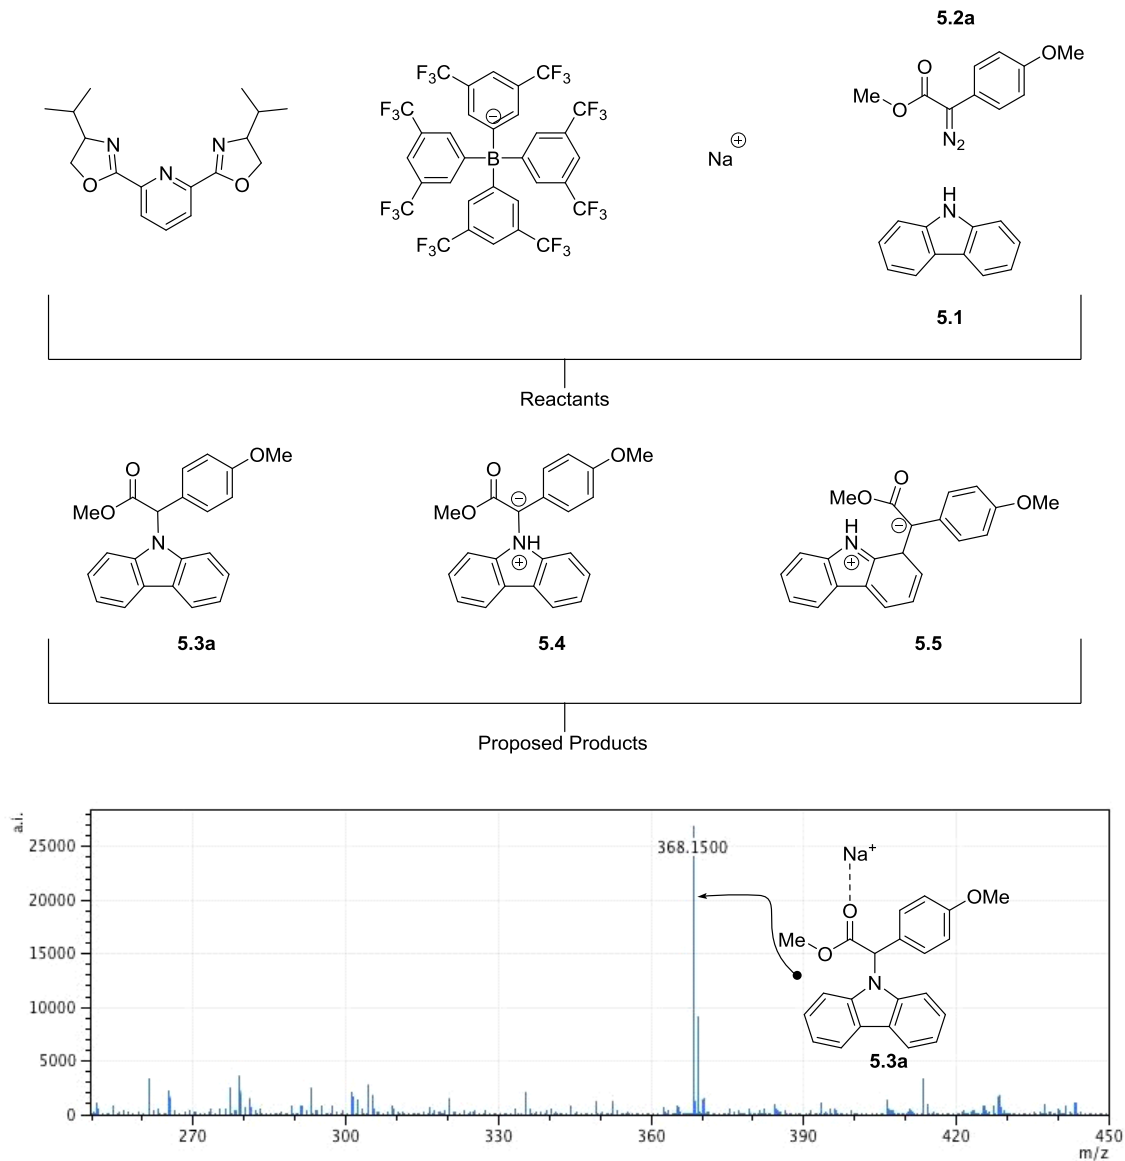 5.2a
F₃C CF₃ OMe
F₃C CF₃ O
Me O
N N N Na⊕ N₂
O O B
F₃C CF₃ H
N
F₃C CF₃
5.1
Reactants
O OMe O OMe O
MeO MeO ⊖ MeO OMe
N NH ⊕ H N ⊕ ⊖
5.3a 5.4 5.5
Proposed Products
a.i.
25000 368.1500 Na⁺
20000 O OMe
15000 Me O
N
10000
5000 5.3a
0
270 300 330 360 390 420 450
m/z